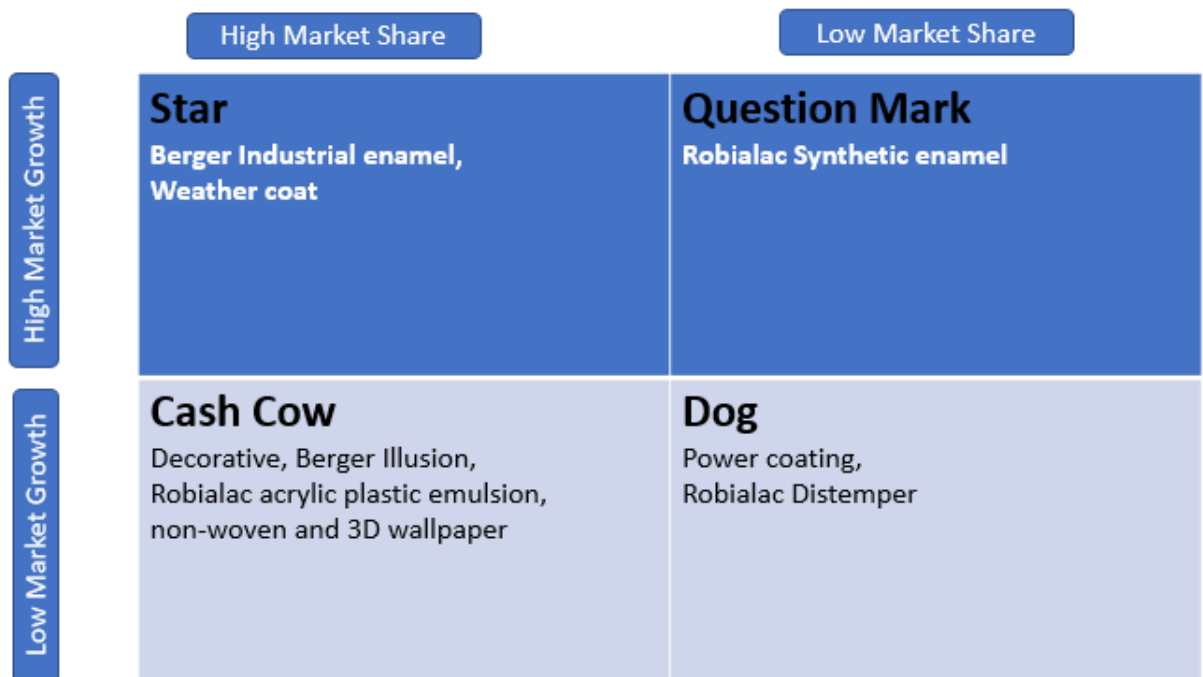 High Market Share
Low Market Share
High Market Growth
Star
Berger Industrial enamel,
Weather coat
Question Mark
Robialac Synthetic enamel
Low Market Growth
Cash Cow
Decorative, Berger Illusion,
Robialac acrylic plastic emulsion,
non-woven and 3D wallpaper
Dog
Power coating,
Robialac Distemper